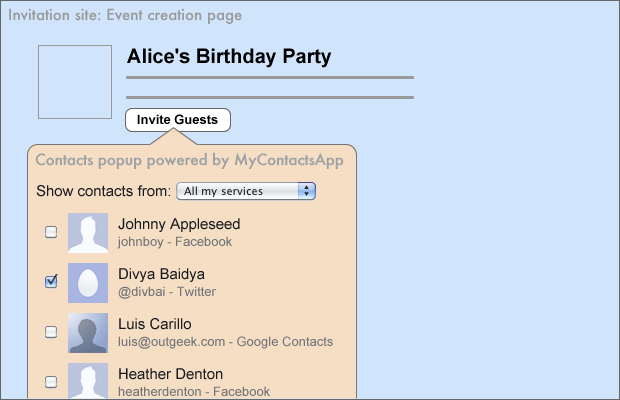 Invitation site: Event creation page
Alice's Birthday Party
Invite Guests
Contacts popup powered by MyContactsApp
Show contacts from: All my services
Johnny Appleseed
johnboy - Facebook
Divya Baidya
@divbai - Twitter
Luis Carillo
luis@outgeek.com - Google Contacts
Heather Denton
heatherdenton - Facebook